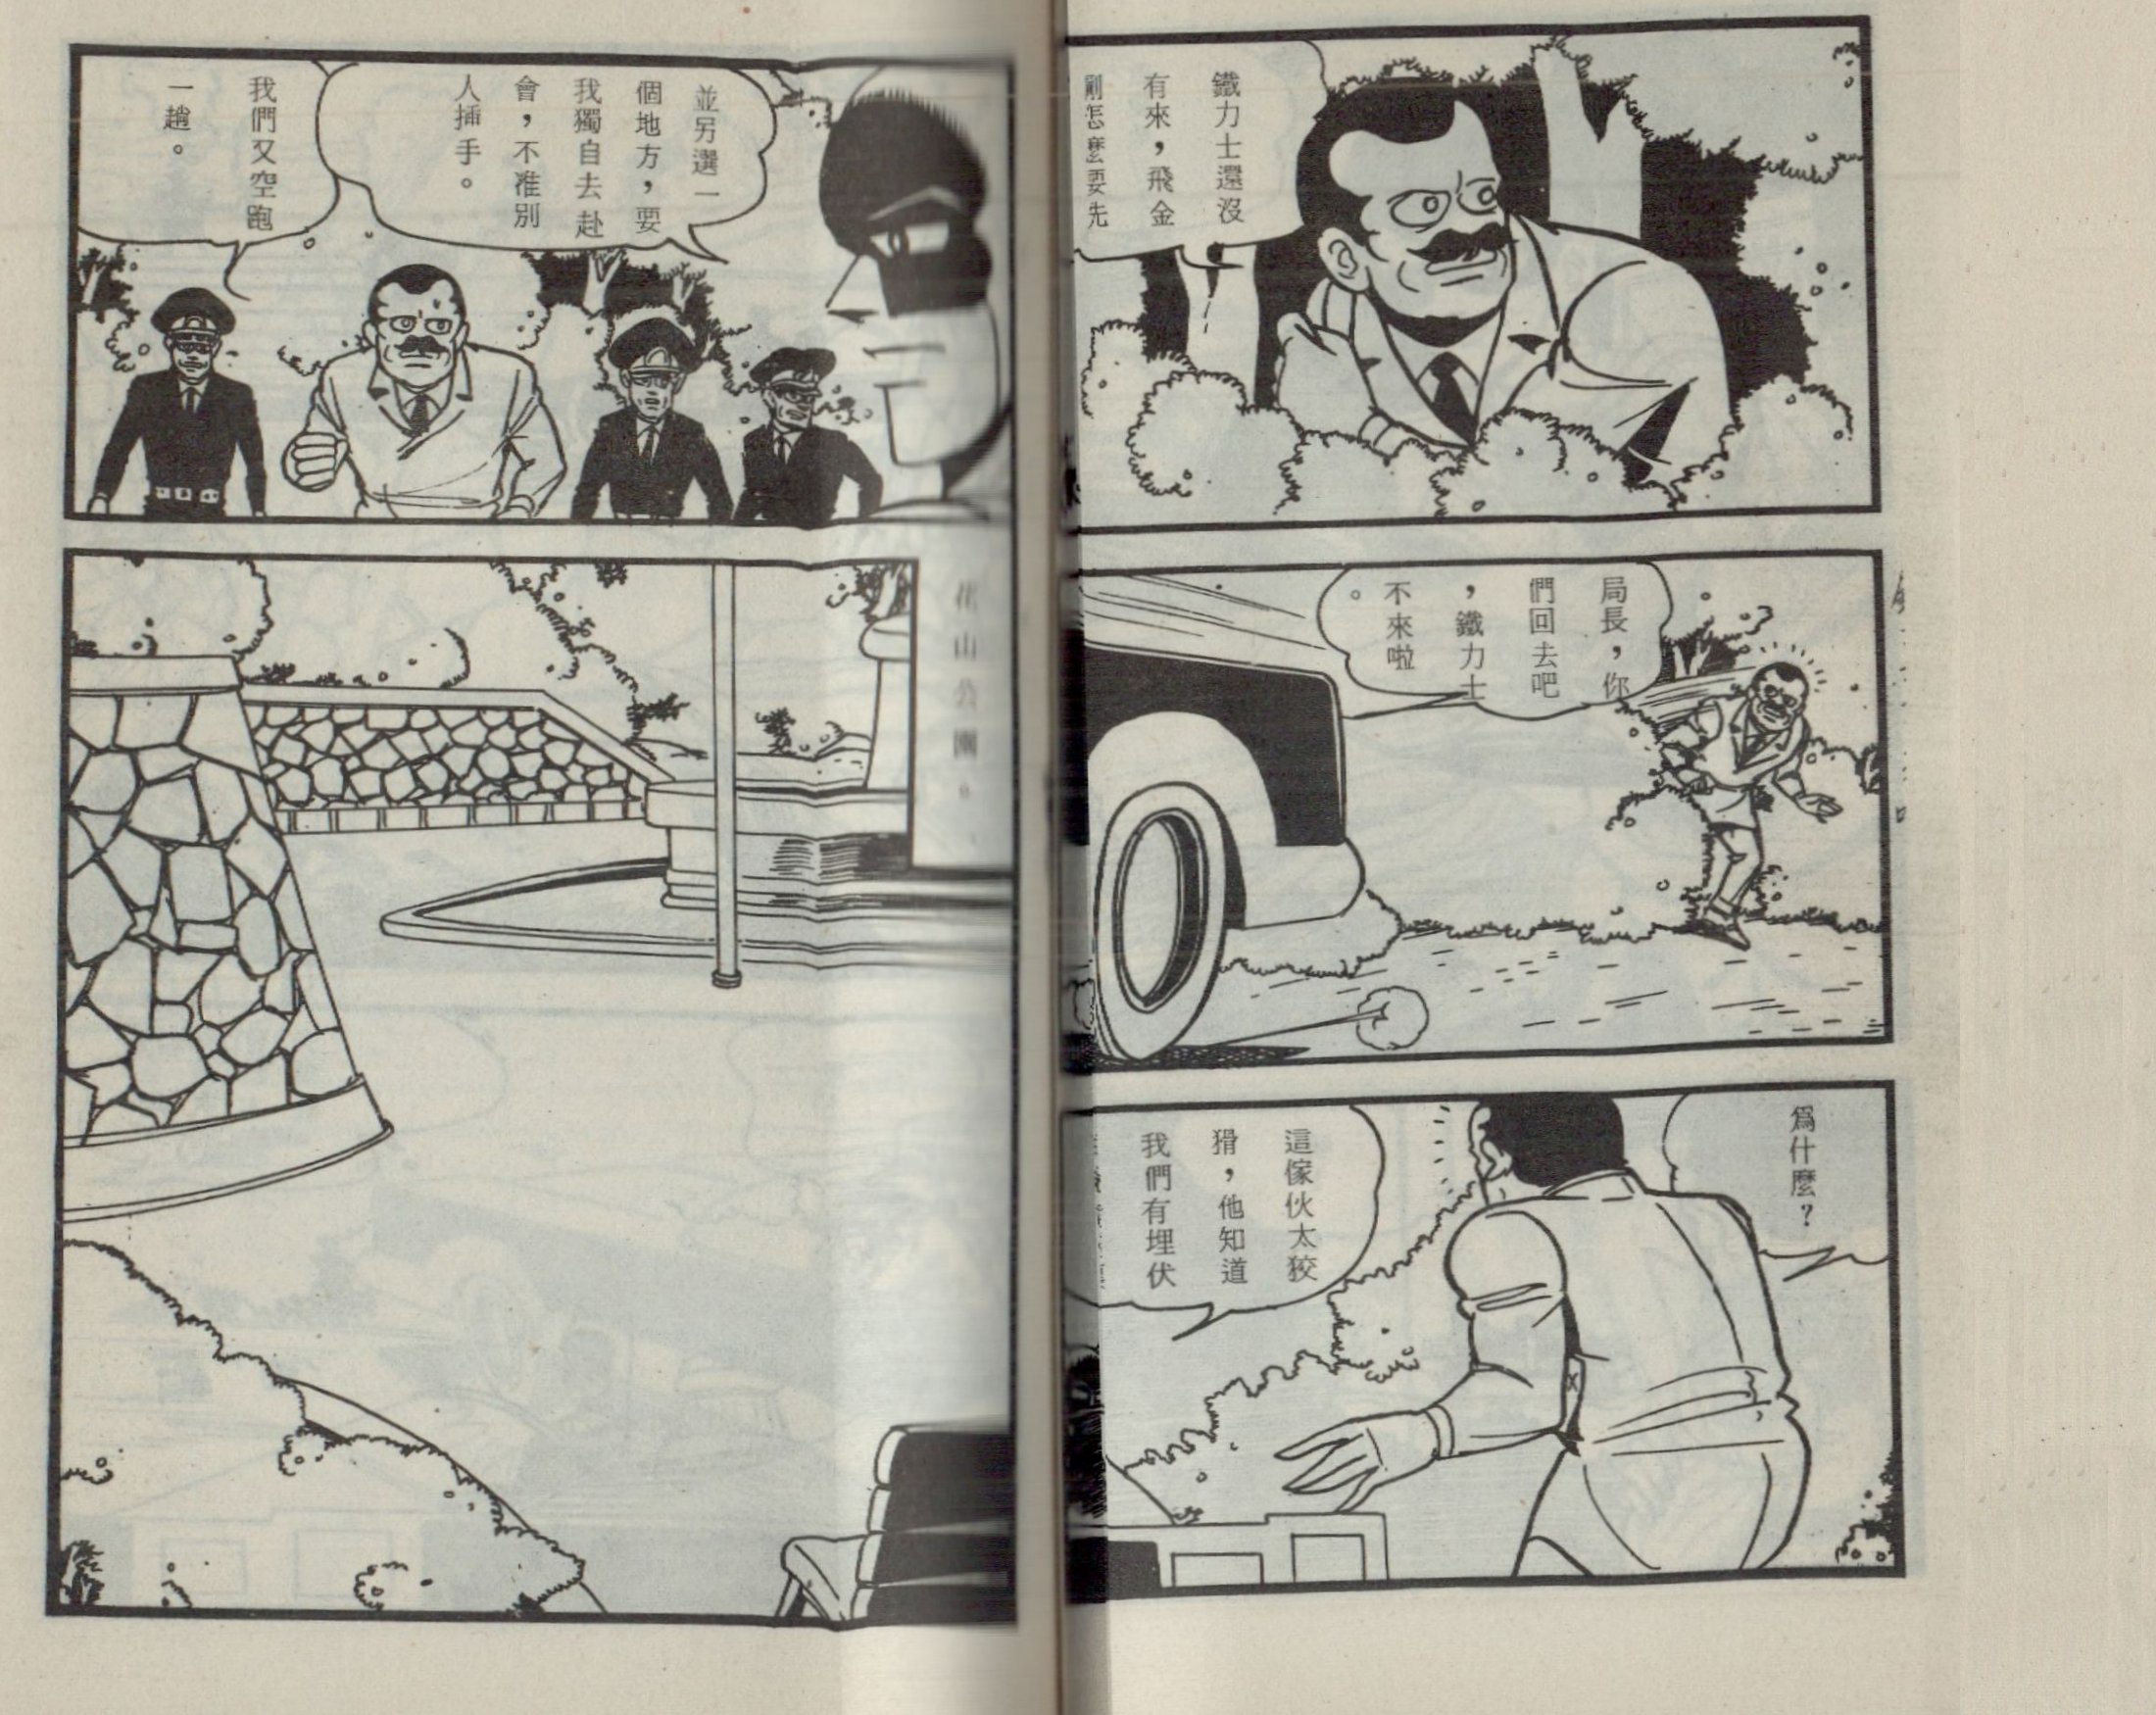 鐵力士還沒
有來，飛金
剛怎麼要先
局長，你
們回去吧
，鐵力士
不來啦
。
爲什麼？
這傢伙太狡
猾，他知道
我們有埋伏
並另選一
個地方，要
我獨自去赴
會，不准別
人插手。
我們又空跑
一趟。
花山公園。